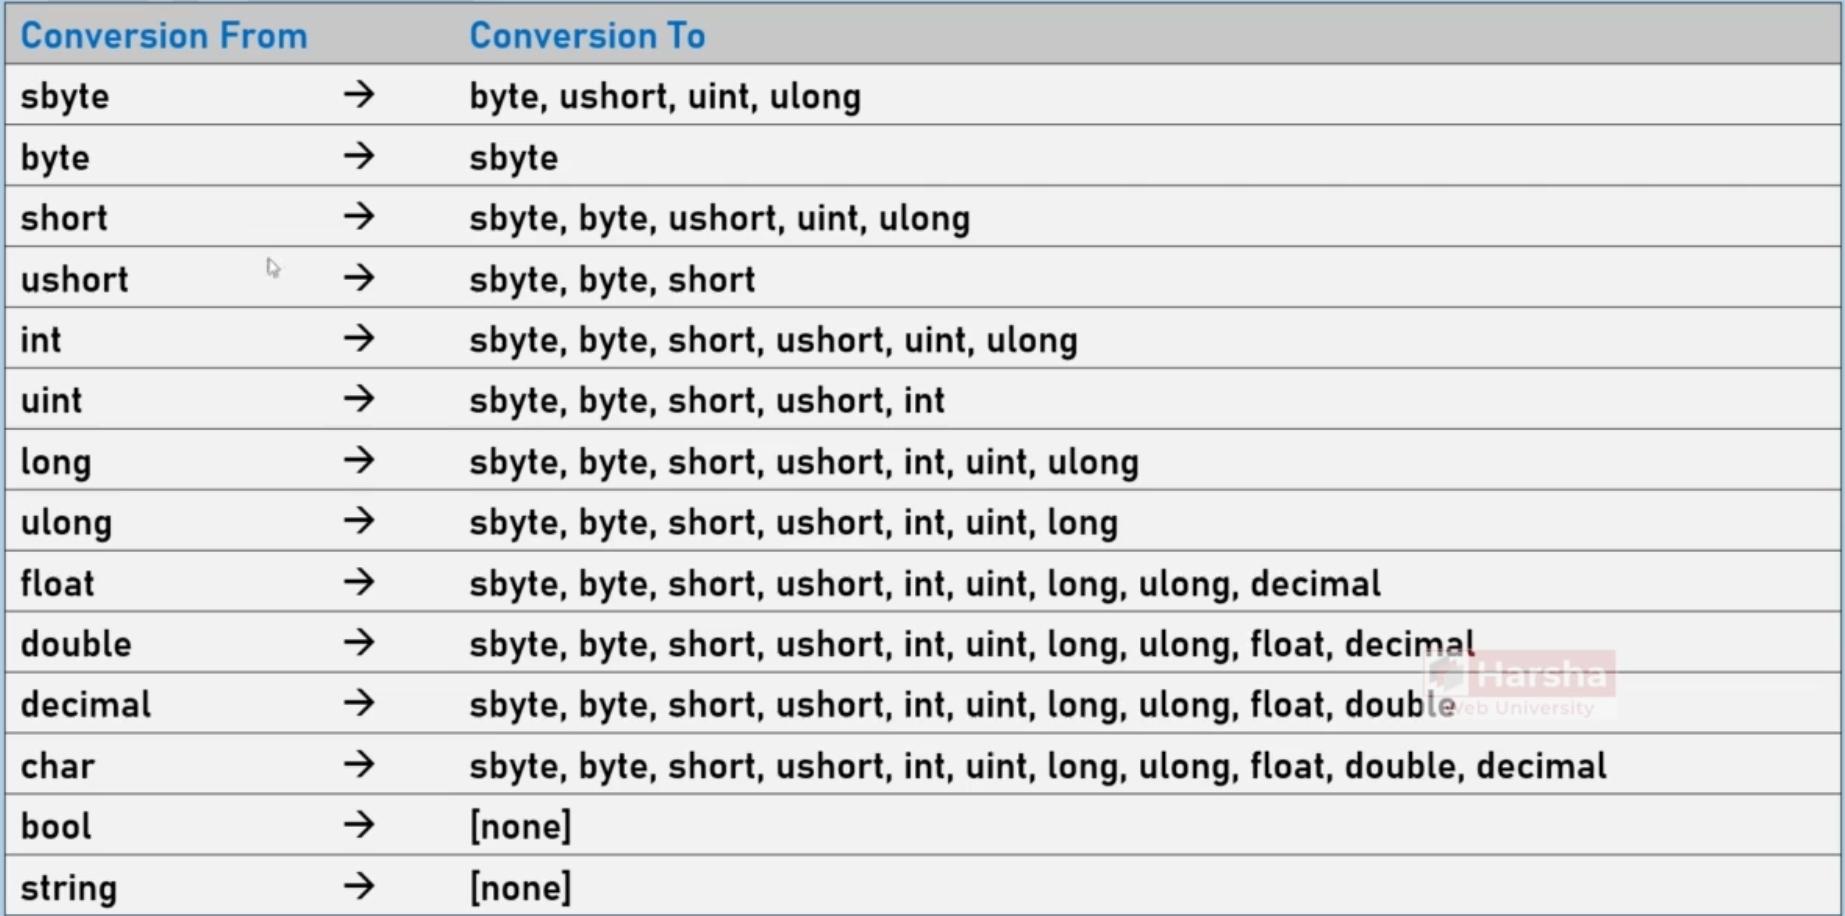 Conversion From Conversion To
sbyte → byte, ushort, uint, ulong
byte → sbyte
short → sbyte, byte, ushort, uint, ulong
ushort → sbyte, byte, short
int → sbyte, byte, short, ushort, uint, ulong
uint → sbyte, byte, short, ushort, int
long → sbyte, byte, short, ushort, int, uint, ulong
ulong → sbyte, byte, short, ushort, int, uint, long
float → sbyte, byte, short, ushort, int, uint, long, ulong, decimal
double → sbyte, byte, short, ushort, int, uint, long, ulong, float, decimal
Harsha
decimal → sbyte, byte, short, ushort, int, uint, long, ulong, float, double
Web University
char → sbyte, byte, short, ushort, int, uint, long, ulong, float, double, decimal
bool → [none]
string → [none]